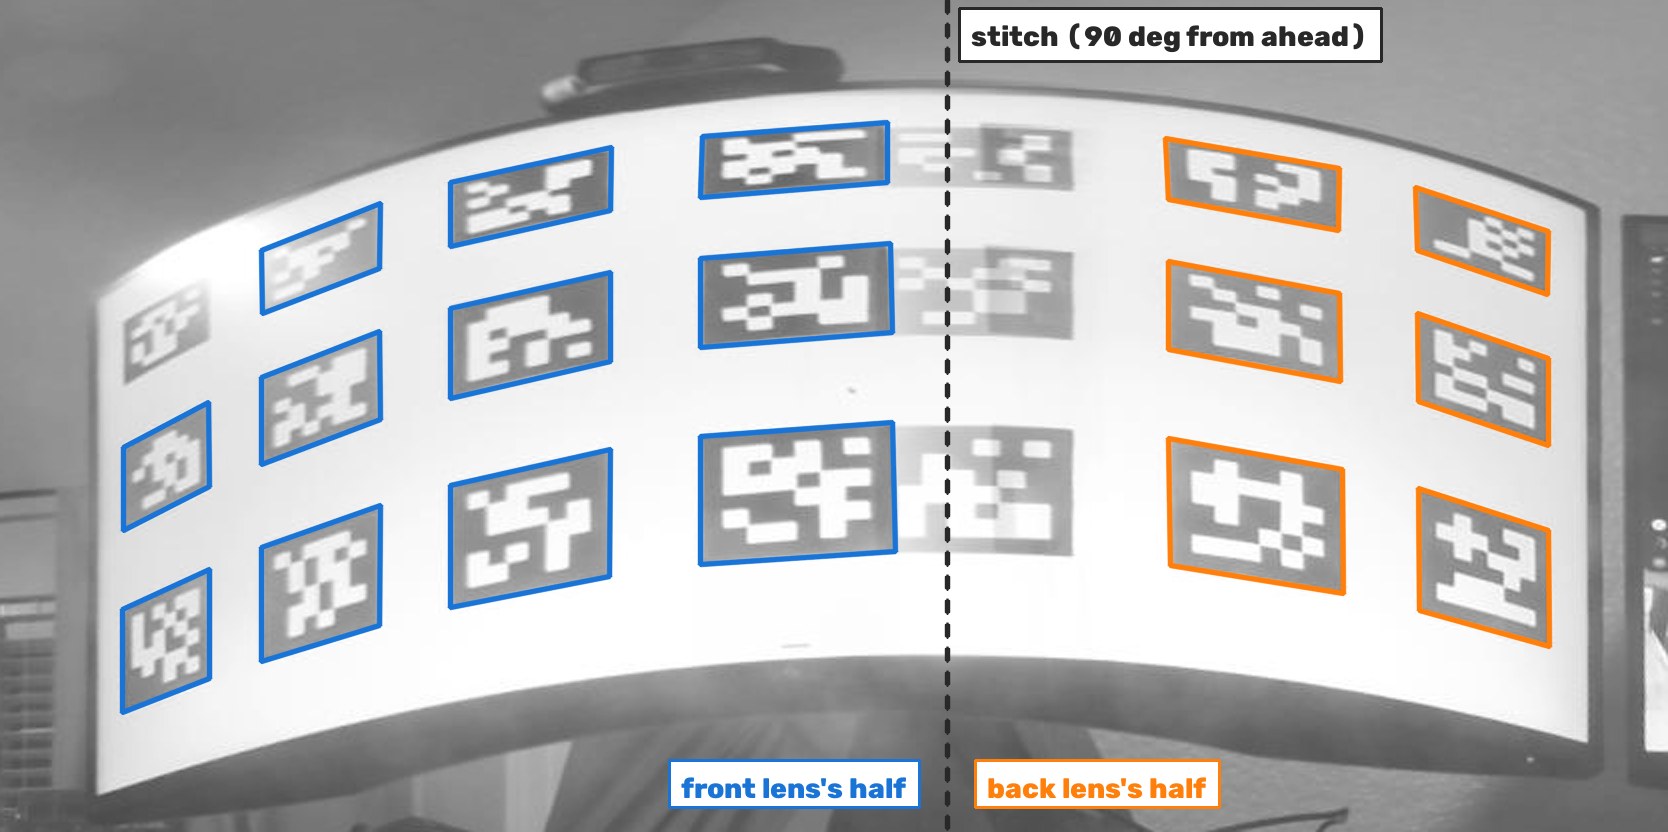 stitch (90 deg from ahead)
front lens's half
back lens's half